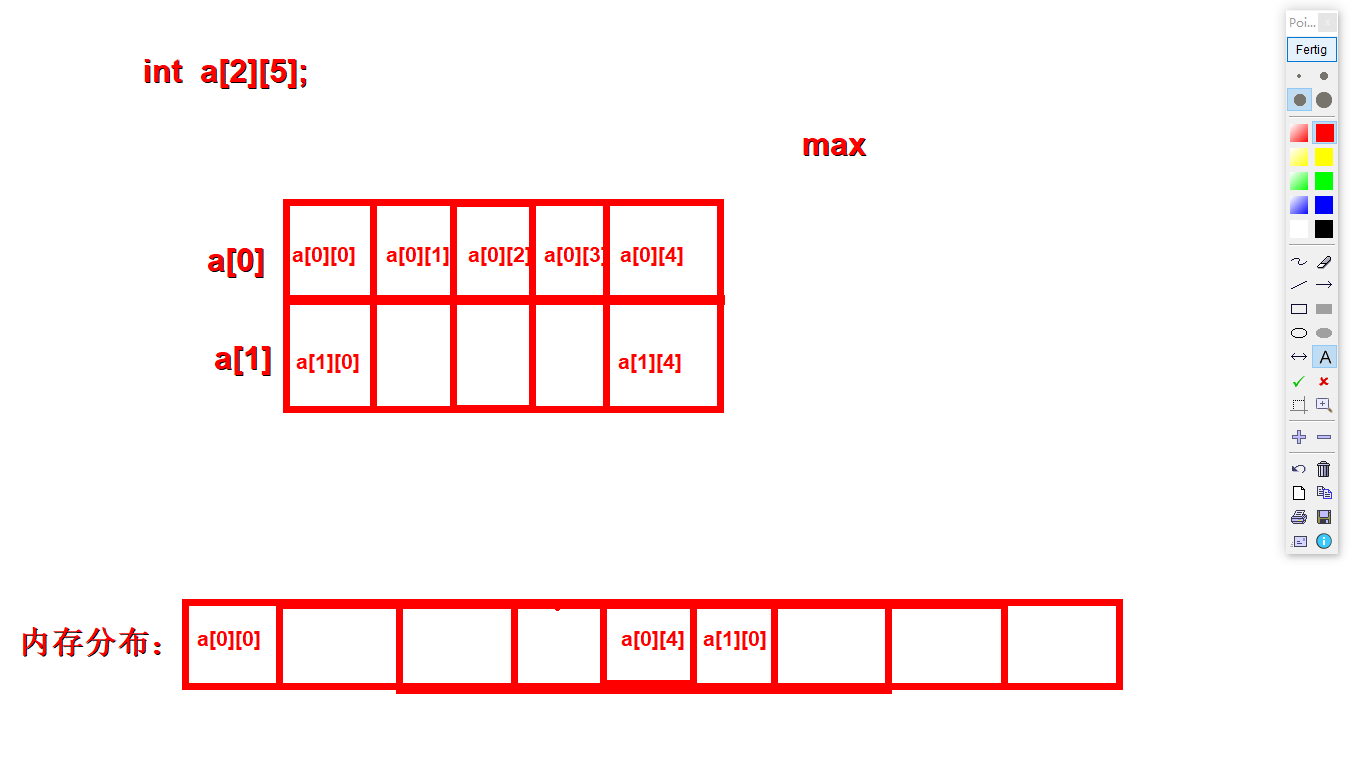 Poi...
Fertig
int a[2][5];
max
a[0] a[0][0] a[0][1] a[0][2] a[0][3] a[0][4]
a[1] a[1][0] a[1][4]
内存分布: a[0][0] a[0][4] a[1][0]
A